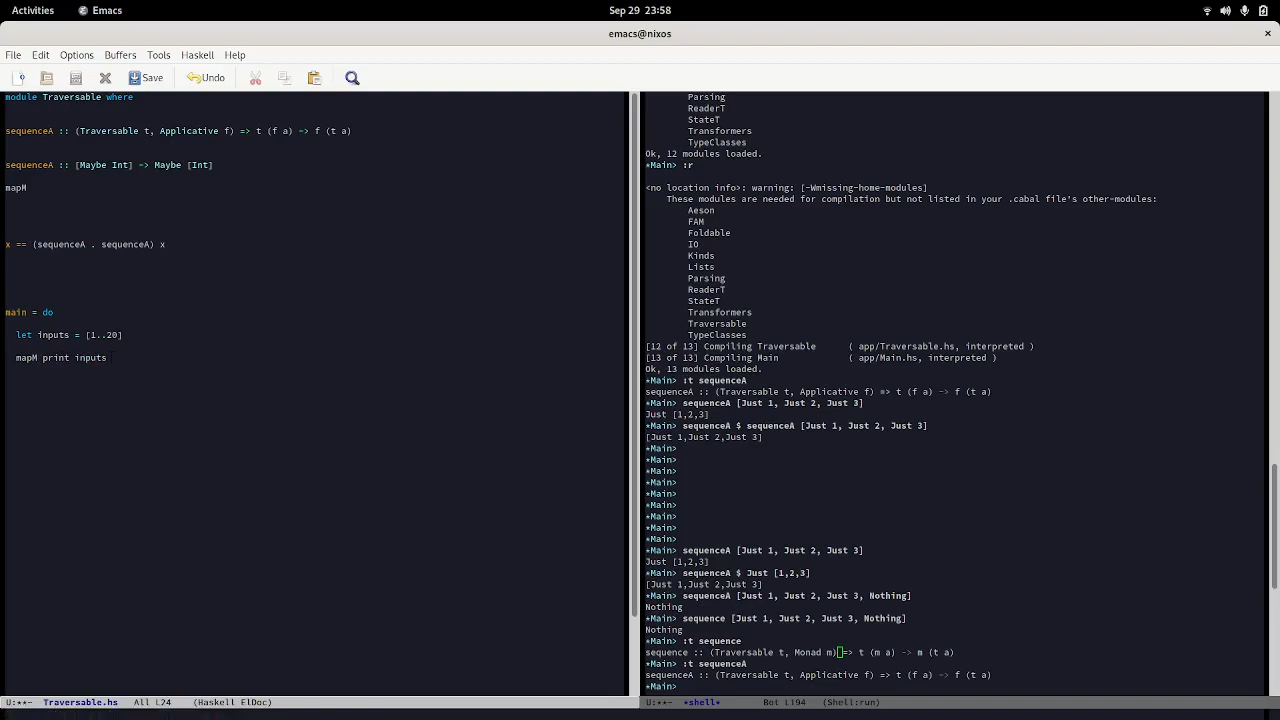 Activities Emacs Sep 29 23:58
emacs@nixos ×
File Edit Options Buffers Tools Haskell Help
Save Undo
module Traversable where
sequenceA :: (Traversable t, Applicative f) => t (f a) -> f (t a)
sequenceA :: [Maybe Int] -> Maybe [Int]
mapM
x == (sequenceA . sequenceA) x
main = do
let inputs = [1..20]
mapM print inputs
U:**- Traversable.hs All L24 (Haskell ElDoc)
Parsing
ReaderT
StateT
Transformers
TypeClasses
Ok, 12 modules loaded.
*Main> :r
<no location info>: warning: [-Wmissing-home-modules]
These modules are needed for compilation but not listed in your .cabal file's other-modules:
Aeson
FAM
Foldable
IO
Kinds
Lists
Parsing
ReaderT
StateT
Transformers
Traversable
TypeClasses
[12 of 13] Compiling Traversable ( app/Traversable.hs, interpreted )
[13 of 13] Compiling Main ( app/Main.hs, interpreted )
Ok, 13 modules loaded.
*Main> :t sequenceA
sequenceA :: (Traversable t, Applicative f) => t (f a) -> f (t a)
*Main> sequenceA [Just 1, Just 2, Just 3]
Just [1,2,3]
*Main> sequenceA $ sequenceA [Just 1, Just 2, Just 3]
[Just 1,Just 2,Just 3]
*Main>
*Main>
*Main>
*Main>
*Main>
*Main>
*Main>
*Main>
*Main>
*Main> sequenceA [Just 1, Just 2, Just 3]
Just [1,2,3]
*Main> sequenceA $ Just [1,2,3]
[Just 1,Just 2,Just 3]
*Main> sequenceA [Just 1, Just 2, Just 3, Nothing]
Nothing
*Main> sequence [Just 1, Just 2, Just 3, Nothing]
Nothing
*Main> :t sequence
sequence :: (Traversable t, Monad m) => t (m a) -> m (t a)
*Main> :t sequenceA
sequenceA :: (Traversable t, Applicative f) => t (f a) -> f (t a)
*Main>
U:**- *shell* Bot L194 (Shell:run)